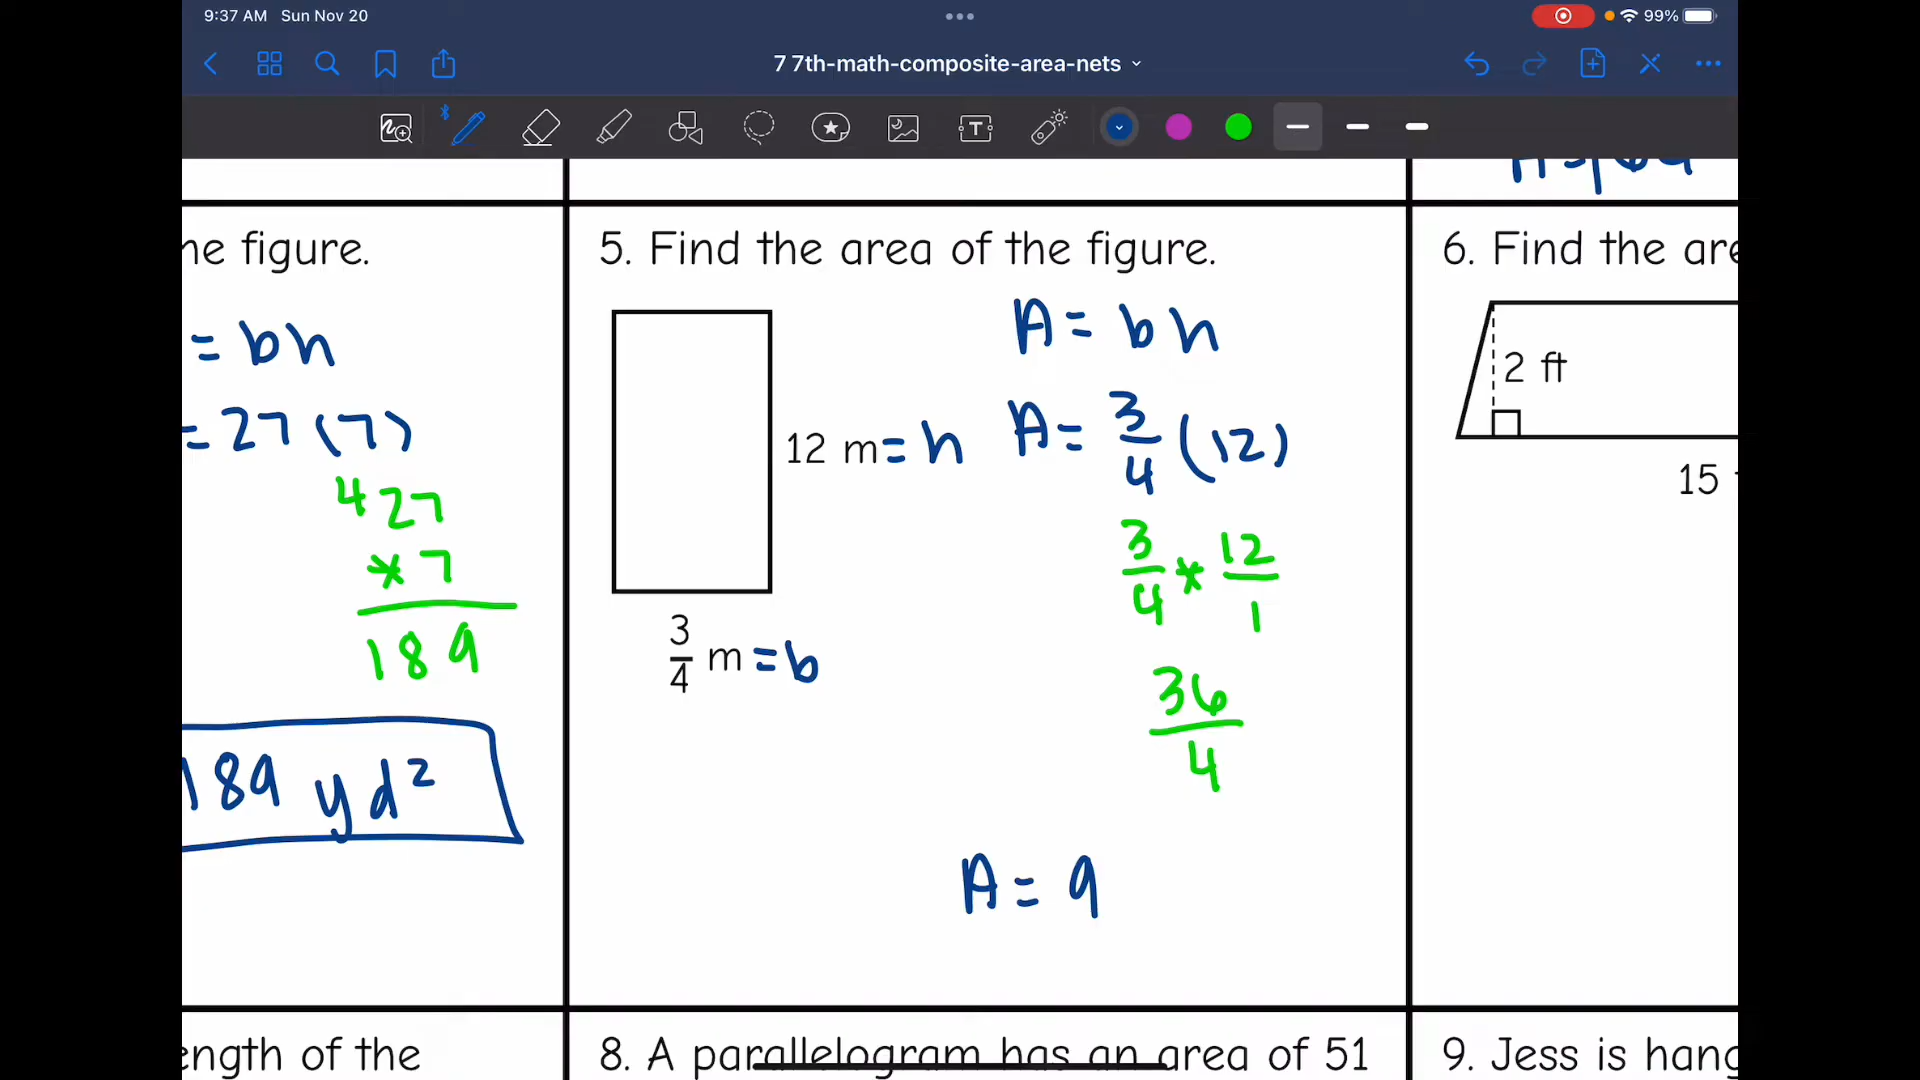 9:37 AM Sun Nov 20
99%
7 7th-math-composite-area-nets
T
ne figure.
= bh
= 27 (7)
4 27
* 7
189
189 yd²
ength of the
5. Find the area of the figure.
12 m = h
3/4 m = b
A = bh
A = 3/4 (12)
3/4 * 12/1
36/4
A = 9
8. A parallelogram has an area of 51
6. Find the are
2 ft
15
9. Jess is hang